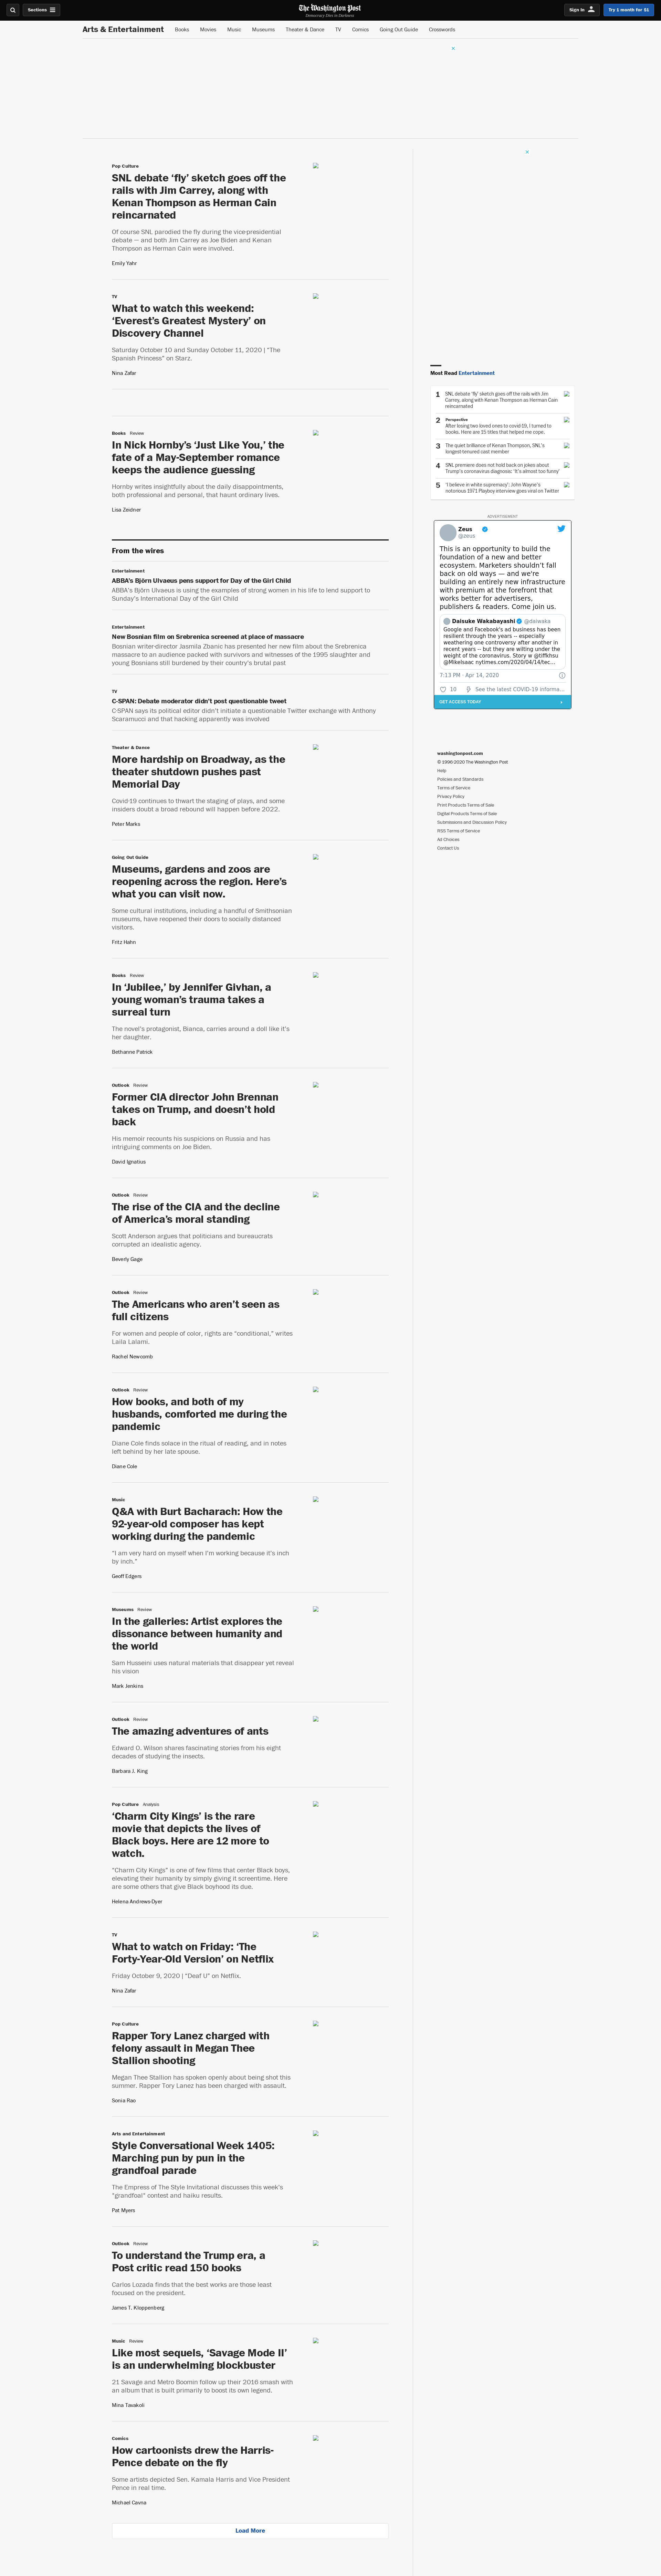 Sections
The Washington Post
Democracy Dies in Darkness
Sign In
Try 1 month for $1
Arts & Entertainment
Books
Movies
Music
Museums
Theater & Dance
TV
Comics
Going Out Guide
Crosswords
Pop Culture
SNL debate ‘fly’ sketch goes off the
rails with Jim Carrey, along with
Kenan Thompson as Herman Cain
reincarnated
Of course SNL parodied the fly during the vice-presidential
debate — and both Jim Carrey as Joe Biden and Kenan
Thompson as Herman Cain were involved.
Emily Yahr
TV
What to watch this weekend:
‘Everest’s Greatest Mystery’ on
Discovery Channel
Saturday October 10 and Sunday October 11, 2020 | "The
Spanish Princess" on Starz.
Nina Zafar
Books Review
In Nick Hornby’s ‘Just Like You,’ the
fate of a May-September romance
keeps the audience guessing
Hornby writes insightfully about the daily disappointments,
both professional and personal, that haunt ordinary lives.
Lisa Zeidner
From the wires
Entertainment
ABBA’s Björn Ulvaeus pens support for Day of the Girl Child
ABBA’s Björn Ulvaeus is using the examples of strong women in his life to lend support to
Sunday’s International Day of the Girl Child
Entertainment
New Bosnian film on Srebrenica screened at place of massacre
Bosnian writer-director Jasmila Zbanic has presented her new film about the Srebrenica
massacre to an audience packed with survivors and witnesses of the 1995 slaughter and
young Bosnians still burdened by their country’s brutal past
TV
C-SPAN: Debate moderator didn’t post questionable tweet
C-SPAN says its political editor didn’t initiate a questionable Twitter exchange with Anthony
Scaramucci and that hacking apparently was involved
Theater & Dance
More hardship on Broadway, as the
theater shutdown pushes past
Memorial Day
Covid-19 continues to thwart the staging of plays, and some
insiders doubt a broad rebound will happen before 2022.
Peter Marks
Going Out Guide
Museums, gardens and zoos are
reopening across the region. Here’s
what you can visit now.
Some cultural institutions, including a handful of Smithsonian
museums, have reopened their doors to socially distanced
visitors.
Fritz Hahn
Books Review
In ‘Jubilee,’ by Jennifer Givhan, a
young woman’s trauma takes a
surreal turn
The novel’s protagonist, Bianca, carries around a doll like it’s
her daughter.
Bethanne Patrick
Outlook Review
Former CIA director John Brennan
takes on Trump, and doesn’t hold
back
His memoir recounts his suspicions on Russia and has
intriguing comments on Joe Biden.
David Ignatius
Outlook Review
The rise of the CIA and the decline
of America’s moral standing
Scott Anderson argues that politicians and bureaucrats
corrupted an idealistic agency.
Beverly Gage
Outlook Review
The Americans who aren’t seen as
full citizens
For women and people of color, rights are “conditional,” writes
Laila Lalami.
Rachel Newcomb
Outlook Review
How books, and both of my
husbands, comforted me during the
pandemic
Diane Cole finds solace in the ritual of reading, and in notes
left behind by her late spouse.
Diane Cole
Music
Q&A with Burt Bacharach: How the
92-year-old composer has kept
working during the pandemic
"I am very hard on myself when I’m working because it’s inch
by inch."
Geoff Edgers
Museums Review
In the galleries: Artist explores the
dissonance between humanity and
the world
Sam Husseini uses natural materials that disappear yet reveal
his vision
Mark Jenkins
Outlook Review
The amazing adventures of ants
Edward O. Wilson shares fascinating stories from his eight
decades of studying the insects.
Barbara J. King
Pop Culture Analysis
‘Charm City Kings’ is the rare
movie that depicts the lives of
Black boys. Here are 12 more to
watch.
"Charm City Kings" is one of few films that center Black boys,
elevating their humanity by simply giving it screentime. Here
are some others that give Black boyhood its due.
Helena Andrews-Dyer
TV
What to watch on Friday: ‘The
Forty-Year-Old Version’ on Netflix
Friday October 9, 2020 | “Deaf U” on Netflix.
Nina Zafar
Pop Culture
Rapper Tory Lanez charged with
felony assault in Megan Thee
Stallion shooting
Megan Thee Stallion has spoken openly about being shot this
summer. Rapper Tory Lanez has been charged with assault.
Sonia Rao
Arts and Entertainment
Style Conversational Week 1405:
Marching pun by pun in the
grandfoal parade
The Empress of The Style Invitational discusses this week’s
"grandfoal" contest and haiku results.
Pat Myers
Outlook Review
To understand the Trump era, a
Post critic read 150 books
Carlos Lozada finds that the best works are those least
focused on the president.
James T. Kloppenberg
Music Review
Like most sequels, ‘Savage Mode II’
is an underwhelming blockbuster
21 Savage and Metro Boomin follow up their 2016 smash with
an album that is built primarily to boost its own legend.
Mina Tavakoli
Comics
How cartoonists drew the Harris-
Pence debate on the fly
Some artists depicted Sen. Kamala Harris and Vice President
Pence in real time.
Michael Cavna
Load More
Most Read Entertainment
1 SNL debate ‘fly’ sketch goes off the rails with Jim
Carrey, along with Kenan Thompson as Herman Cain
reincarnated
2 Perspective
After losing two loved ones to covid-19, I turned to
books. Here are 15 titles that helped me cope.
3 The quiet brilliance of Kenan Thompson, SNL’s
longest tenured cast member
4 SNL premiere does not hold back on jokes about
Trump’s coronavirus diagnosis: ‘It’s almost too funny’
5 ‘I believe in white supremacy’: John Wayne’s
notorious 1971 Playboy interview goes viral on Twitter
ADVERTISEMENT
Zeus
@zeus
This is an opportunity to build the
foundation of a new and better
ecosystem. Marketers shouldn’t fall
back on old ways — and we’re
building an entirely new infrastructure
with premium at the forefront that
works better for advertisers,
publishers & readers. Come join us.
Daisuke Wakabayashi @daiwaka
Google and Facebook's ad business has been
resilient through the years -- especially
weathering one controversy after another in
recent years -- but they are wilting under the
weight of the coronavirus. Story w @tiffkhsu
@MikeIsaac nytimes.com/2020/04/14/tec…
7:13 PM · Apr 14, 2020
10
See the latest COVID-19 informa…
GET ACCESS TODAY
washingtonpost.com
© 1996-2020 The Washington Post
Help
Policies and Standards
Terms of Service
Privacy Policy
Print Products Terms of Sale
Digital Products Terms of Sale
Submissions and Discussion Policy
RSS Terms of Service
Ad Choices
Contact Us